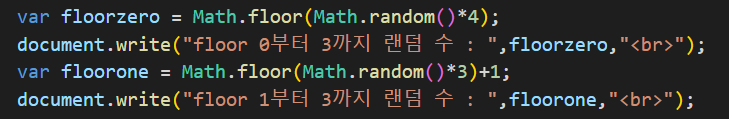 var floorzero = Math.floor(Math.random()*4);
document.write("floor 0부터 3까지 랜덤 수 : ",floorzero,"<br>");
var floorone = Math.floor(Math.random()*3)+1;
document.write("floor 1부터 3까지 랜덤 수 : ",floorone,"<br>");